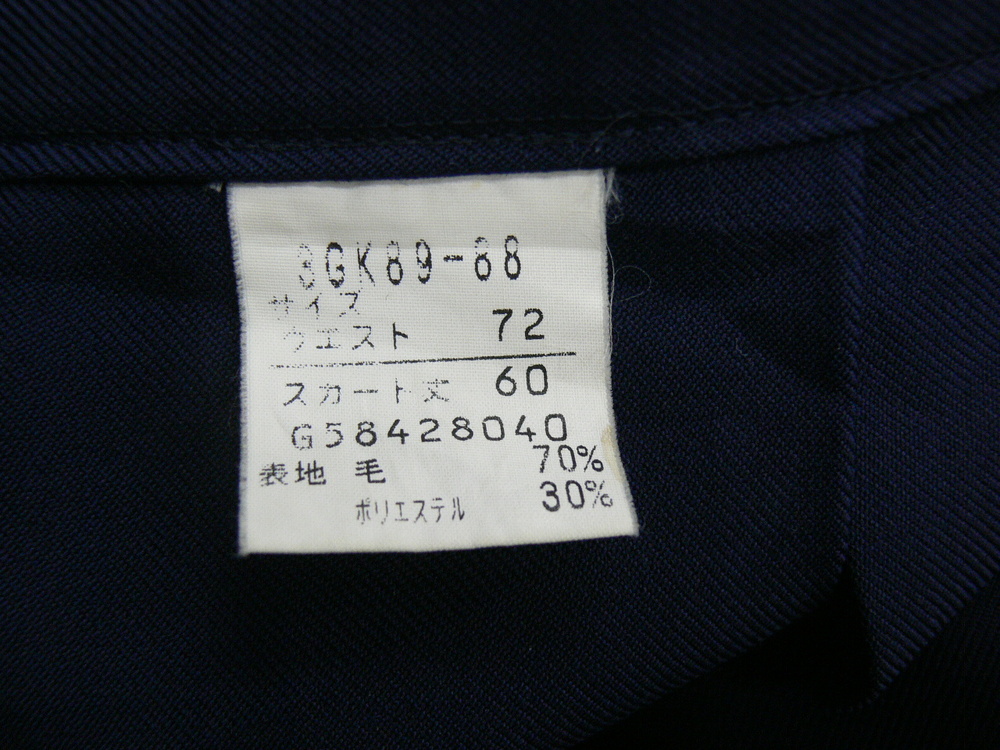 3GK89-88
サイズ
ウエスト 72
スカート丈 60
G58428040
表地 毛 70%
ポリエステル 30%